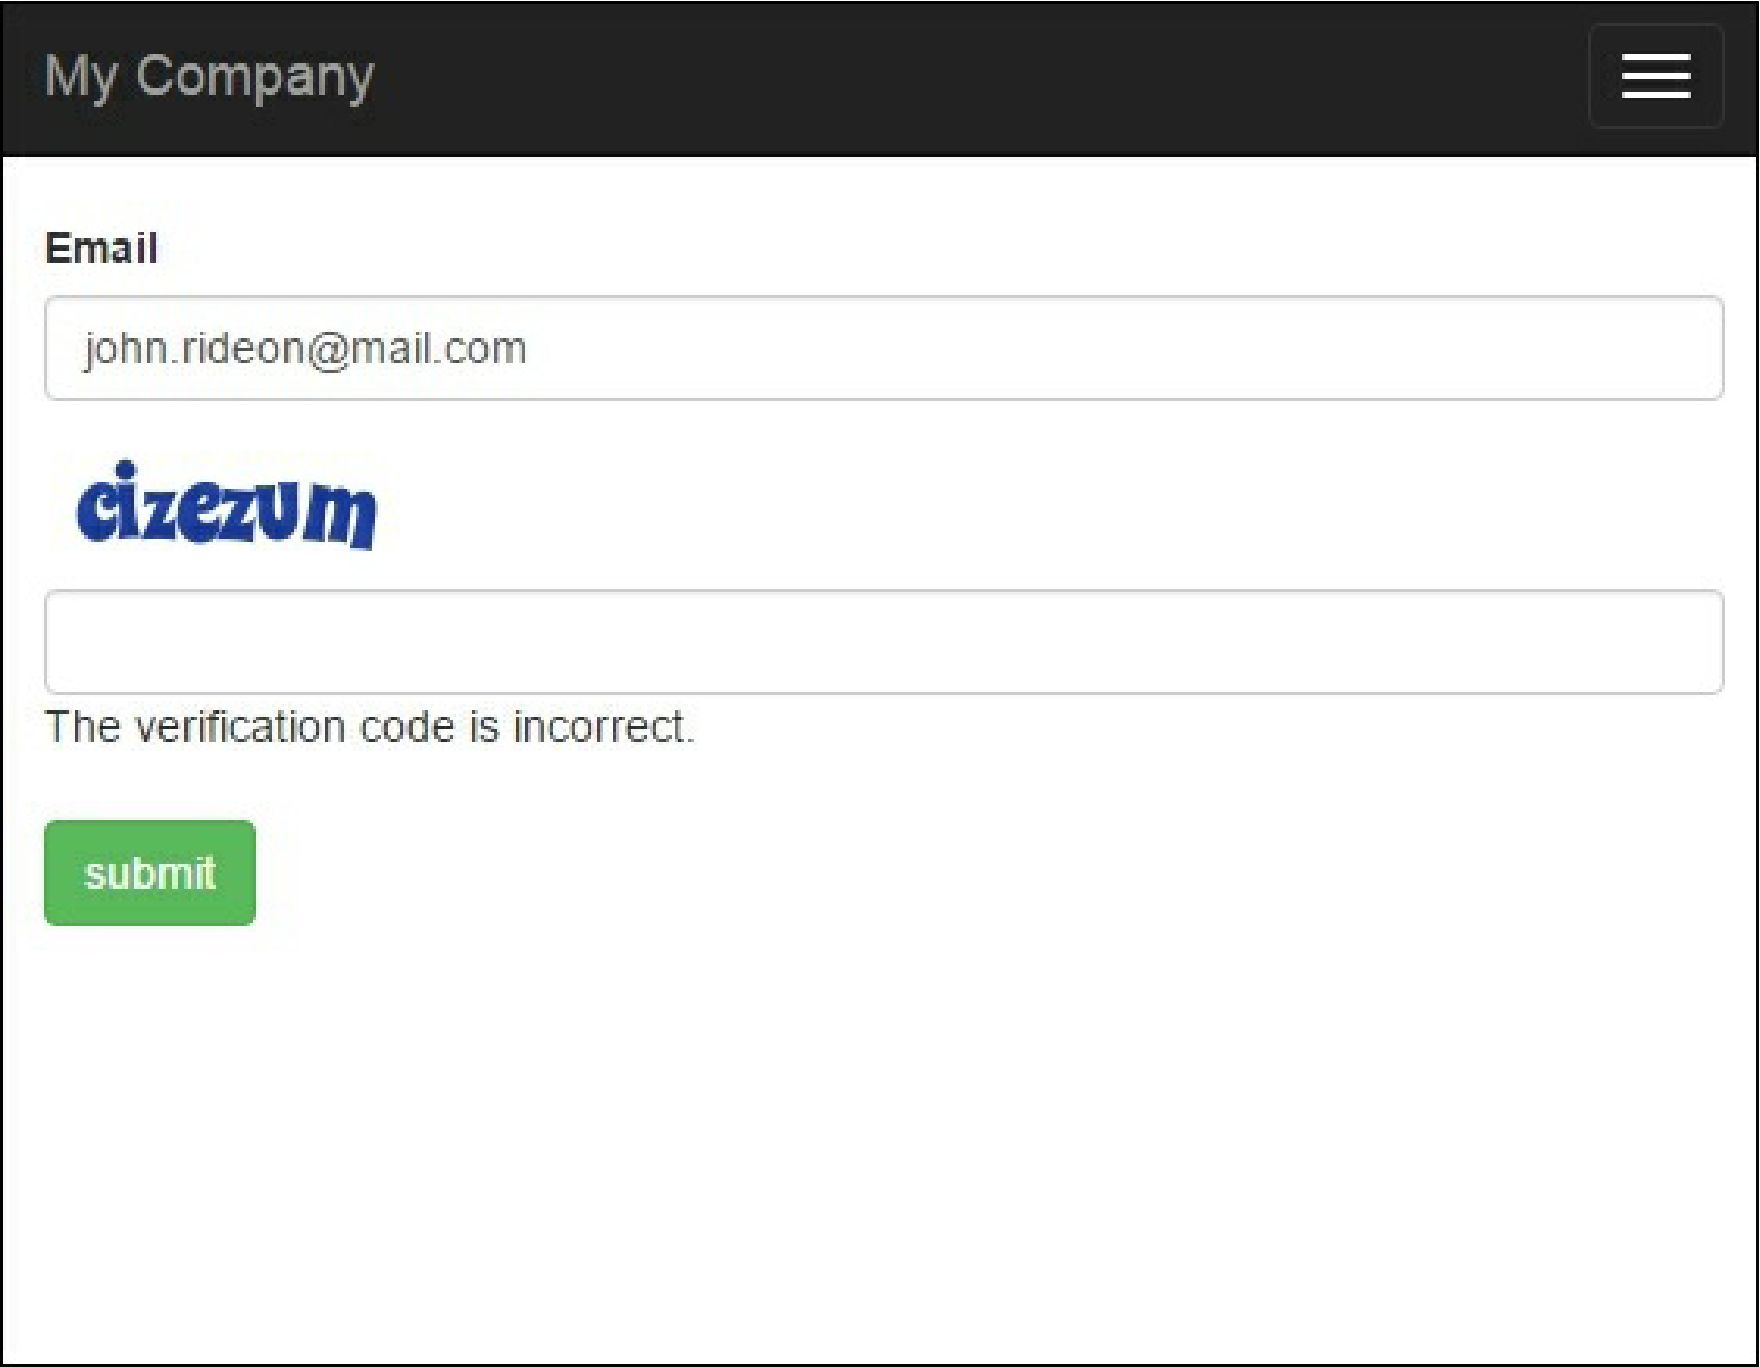 My Company
Email
john.rideon@mail.com
cizezum
The verification code is incorrect.
submit